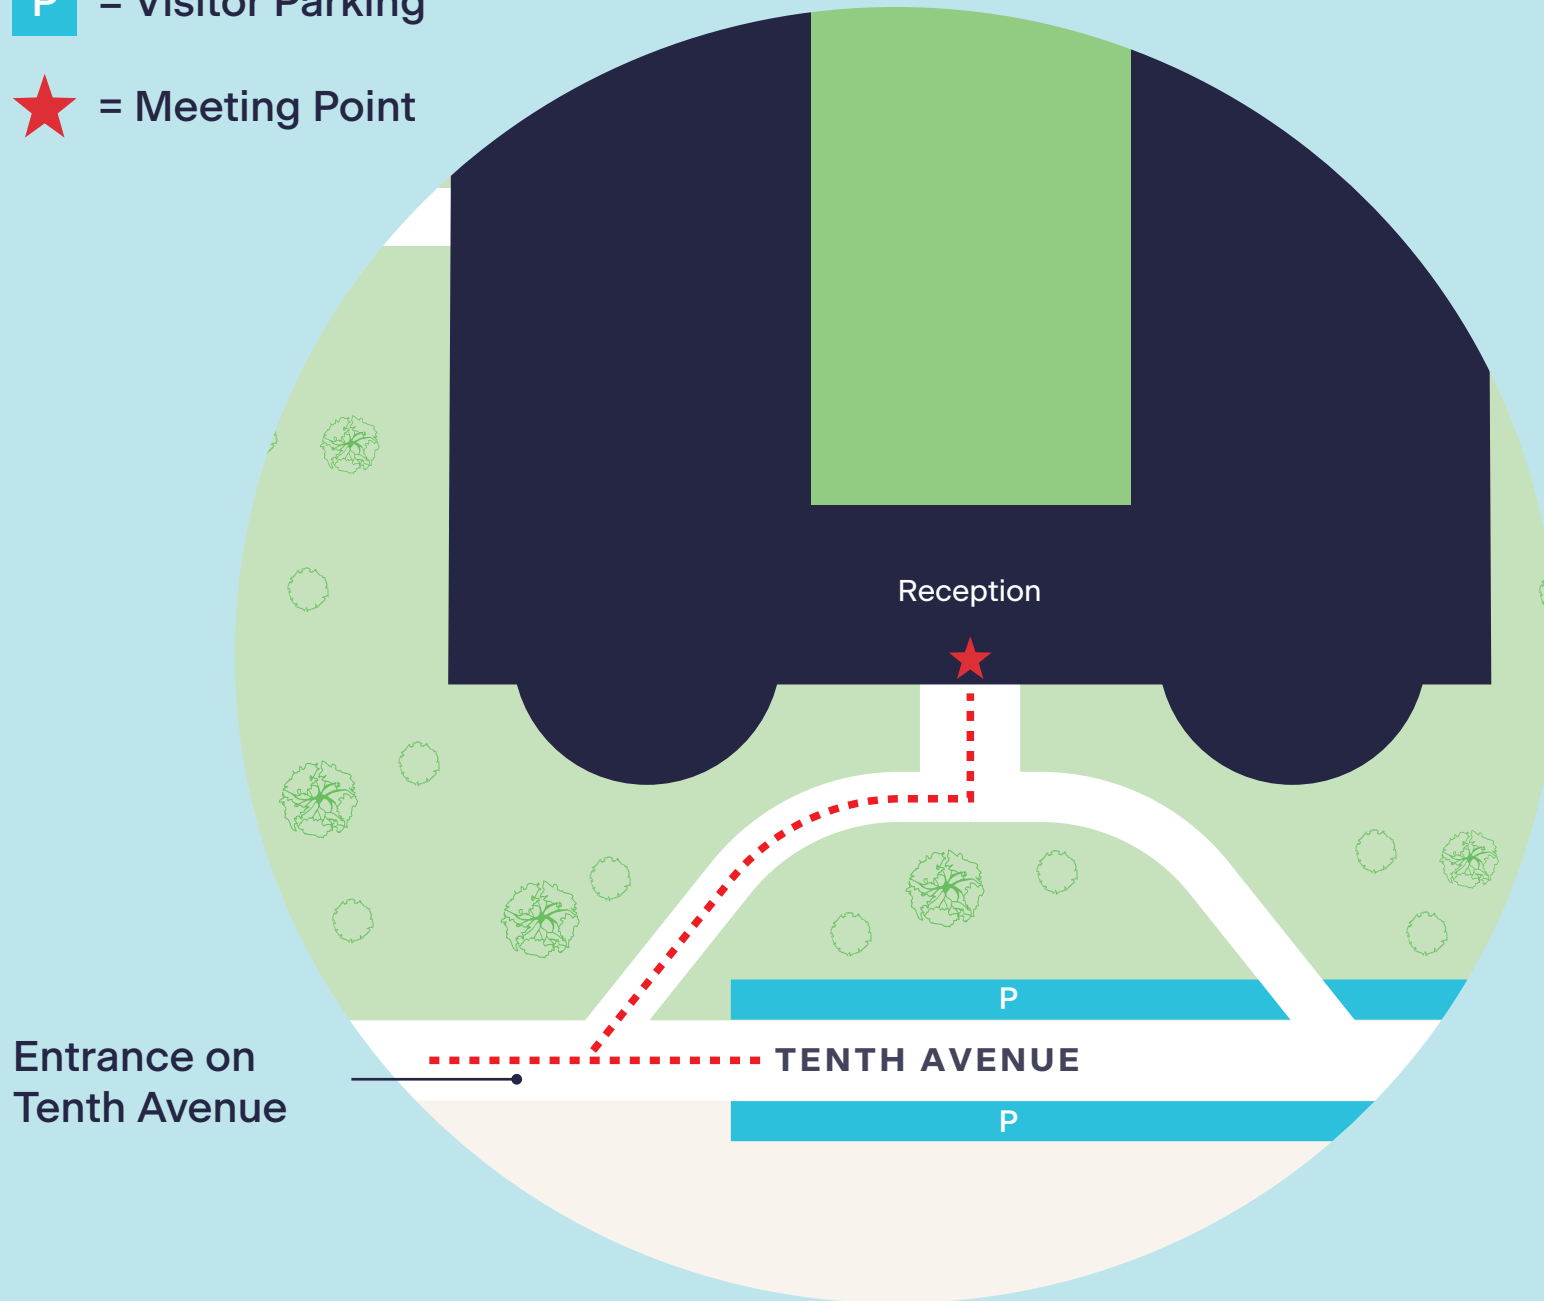 P = Visitor Parking
= Meeting Point
Reception
P
TENTH AVENUE
Entrance on
Tenth Avenue
P